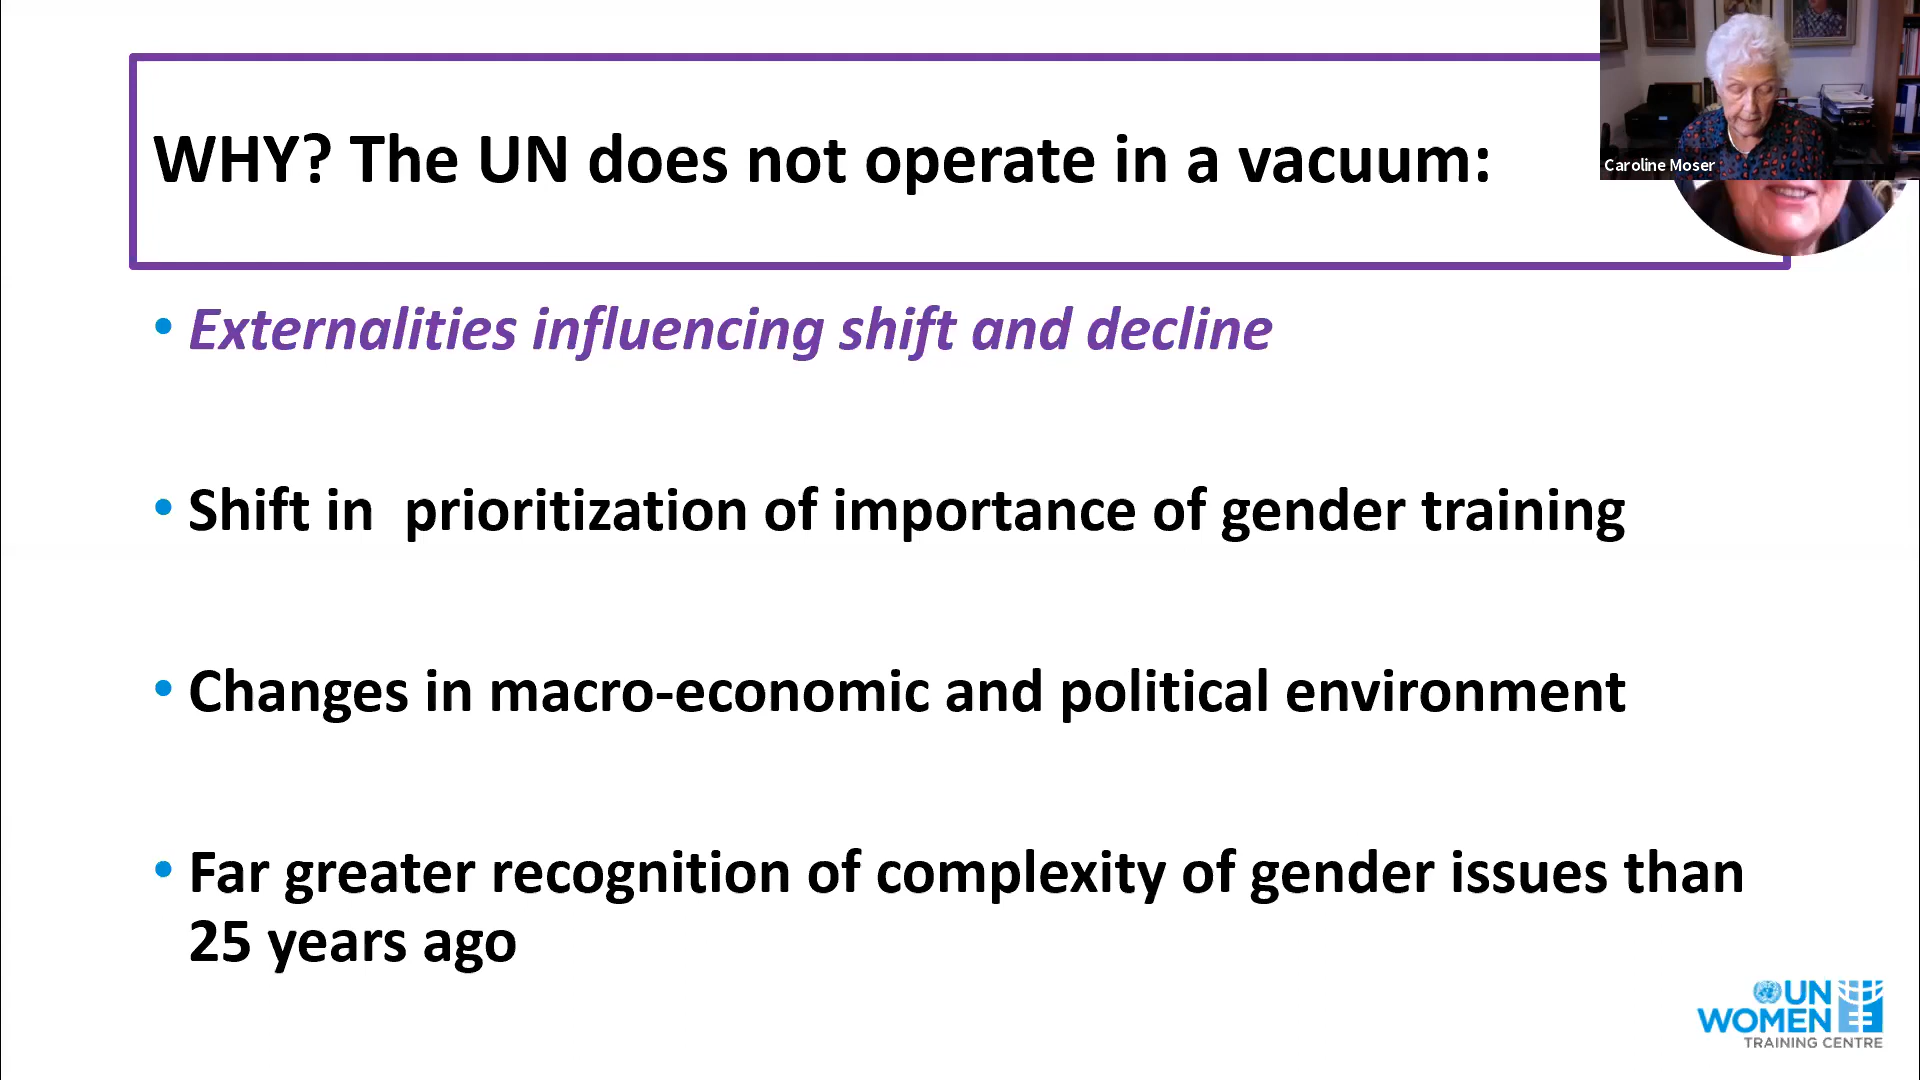 WHY? The UN does not operate in a vacuum:
Caroline Moser
• Externalities influencing shift and decline
• Shift in  prioritization of importance of gender training
• Changes in macro-economic and political environment
• Far greater recognition of complexity of gender issues than
25 years ago
UN
WOMEN
TRAINING CENTRE